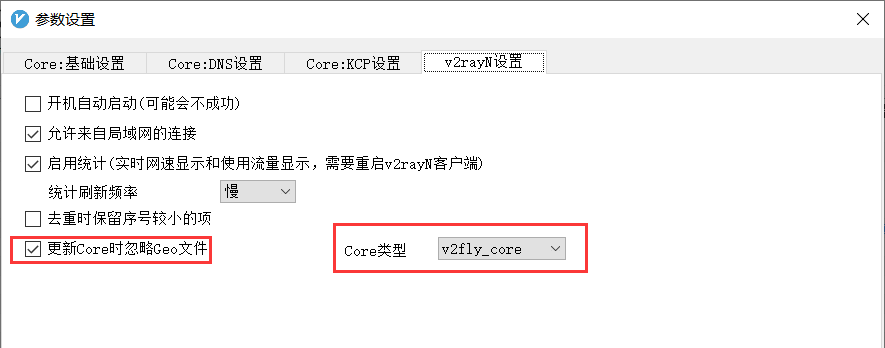 参数设置
Core:基础设置 Core:DNS设置 Core:KCP设置 v2rayN设置
开机自动启动(可能会不成功)
允许来自局域网的连接
启用统计(实时网速显示和使用流量显示，需要重启v2rayN客户端)
统计刷新频率 慢
去重时保留序号较小的项
更新Core时忽略Geo文件 Core类型 v2fly_core